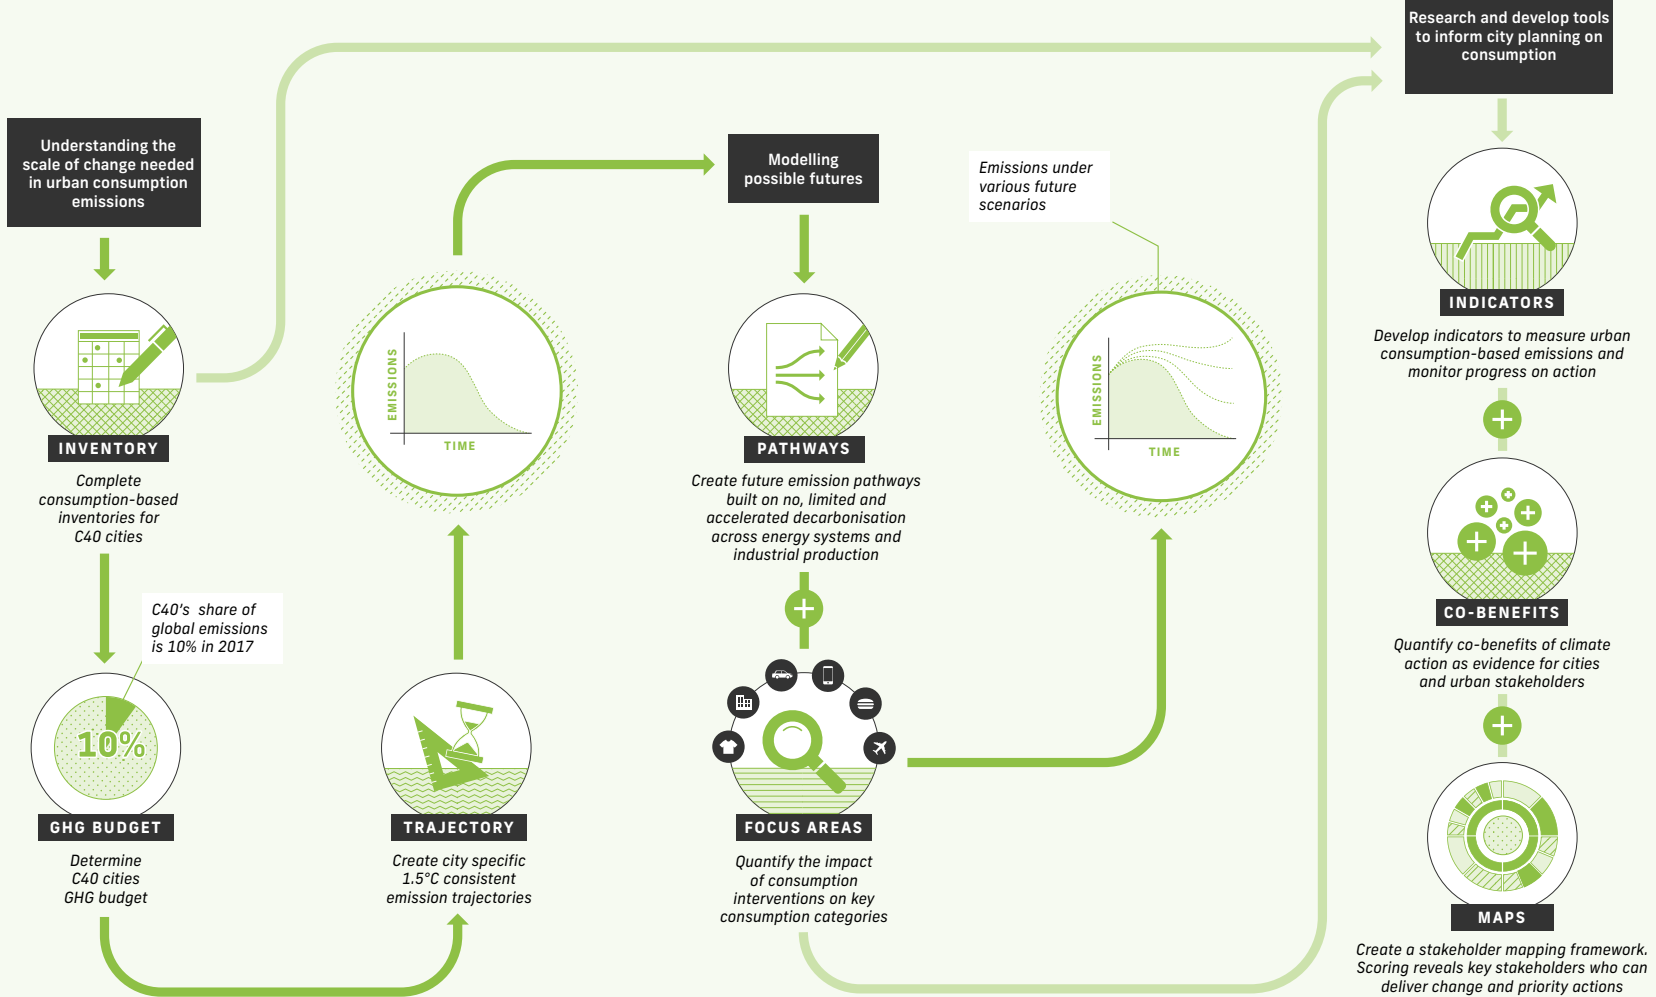 Understanding the
scale of change needed
in urban consumption
emissions
INVENTORY
Complete
consumption-based
inventories for
C40 cities
C40's share of
global emissions
is 10% in 2017
10%
GHG BUDGET
Determine
C40 cities
GHG budget
TRAJECTORY
Create city specific
1.5°C consistent
emission trajectories
EMISSIONS
TIME
Modelling
possible futures
PATHWAYS
Create future emission pathways
built on no, limited and
accelerated decarbonisation
across energy systems and
industrial production
FOCUS AREAS
Quantify the impact
of consumption
interventions on key
consumption categories
Emissions under
various future
scenarios
EMISSIONS
TIME
Research and develop tools
to inform city planning on
consumption
INDICATORS
Develop indicators to measure urban
consumption-based emissions and
monitor progress on action
CO-BENEFITS
Quantify co-benefits of climate
action as evidence for cities
and urban stakeholders
MAPS
Create a stakeholder mapping framework.
Scoring reveals key stakeholders who can
deliver change and priority actions